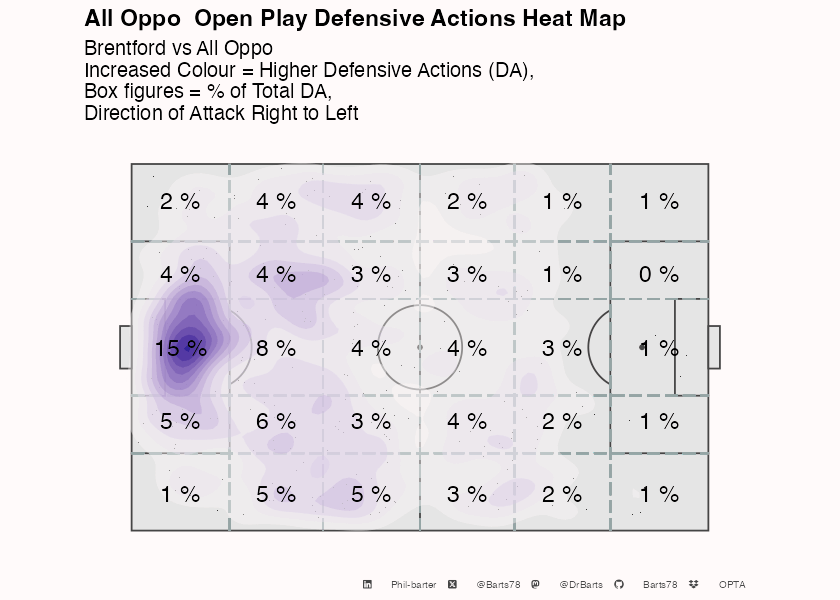 All Oppo  Open Play Defensive Actions Heat Map
Brentford vs All Oppo
Increased Colour = Higher Defensive Actions (DA),
Box figures = % of Total DA,
Direction of Attack Right to Left
2 % 4 % 4 % 2 % 1 % 1 %
4 % 4 % 3 % 3 % 1 % 0 %
15 % 8 % 4 % 4 % 3 % 1 %
5 % 6 % 3 % 4 % 2 % 1 %
1 % 5 % 5 % 3 % 2 % 1 %
Phil-barter @Barts78 @DrBarts Barts78 OPTA